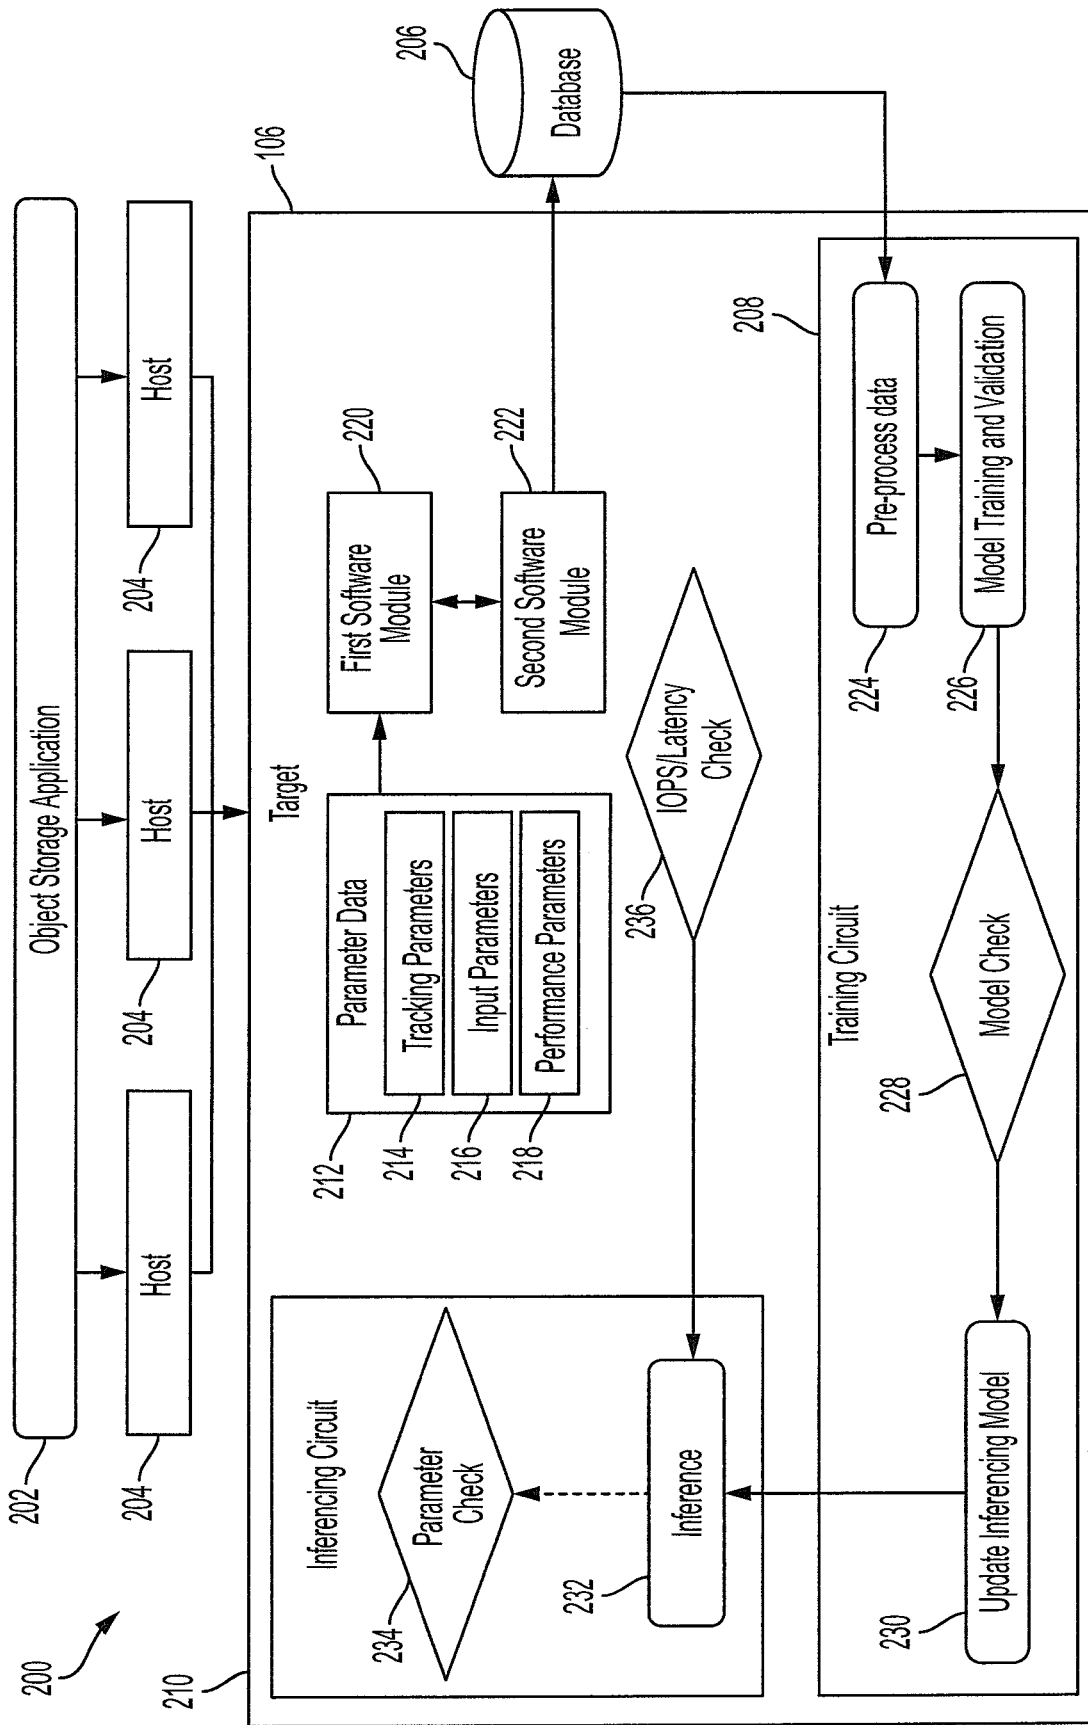 200
202
Object Storage Application
204
Host
204
Host
204
Host
210
106
Target
Inferencing Circuit
234
Parameter
Check
232
Inference
212
Parameter Data
214
Tracking Parameters
216
Input Parameters
218
Performance Parameters
220
First Software
Module
222
Second Software
Module
206
Database
236
IOPS/Latency
Check
208
Training Circuit
224
Pre-process data
226
Model Training and Validation
228
Model Check
230
Update Inferencing Model